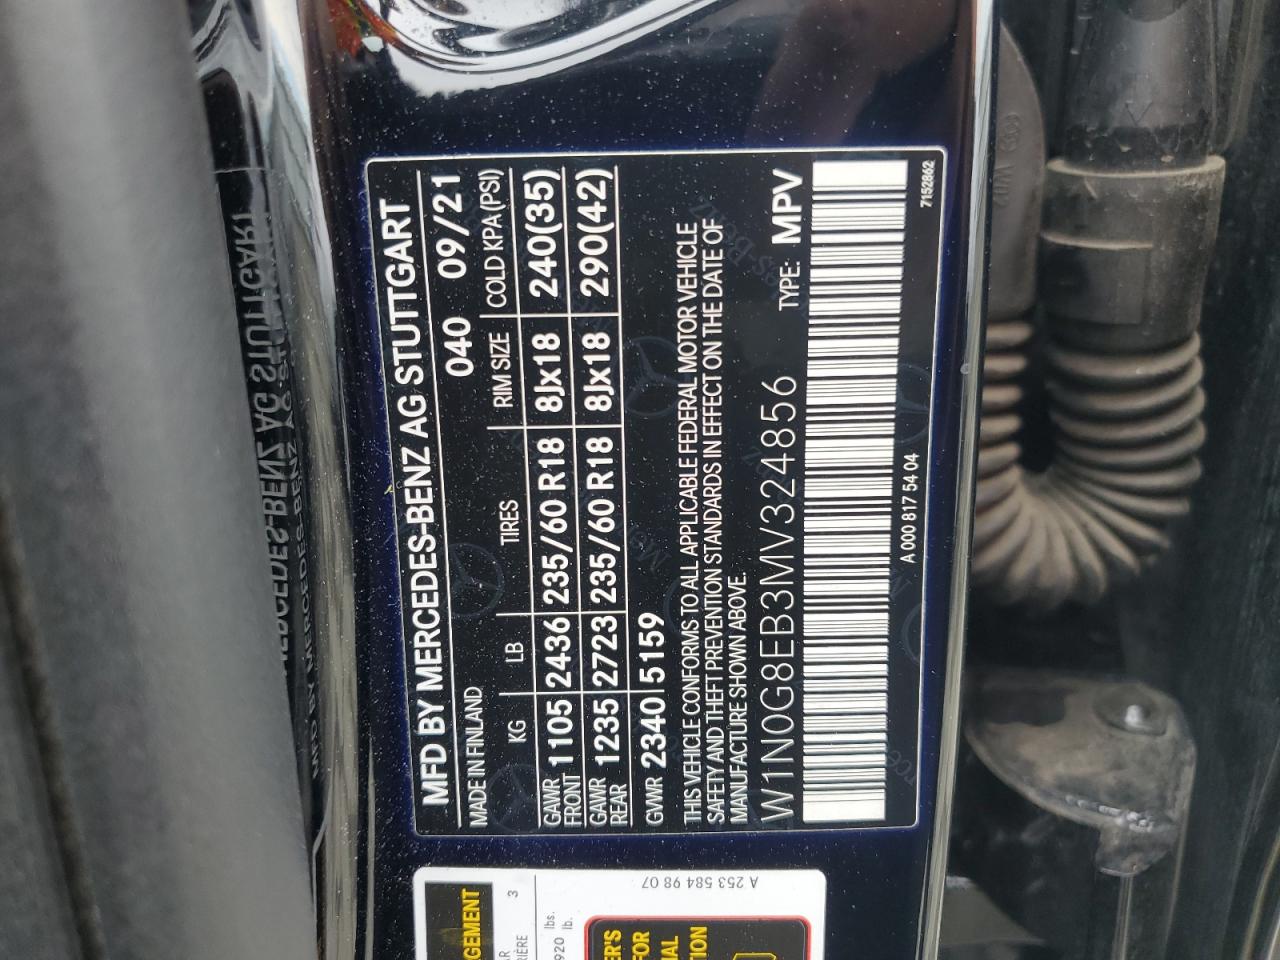 MFD BY MERCEDES-BENZ AG STUTTGART
MADE IN FINLAND 040 09/21
KG LB TIRES RIM SIZE COLD KPA (PSI)
GAWR FRONT 1105 2436 235/60 R18 8Jx18 240(35)
GAWR REAR 1235 2723 235/60 R18 8Jx18 290(42)
GVWR 2340 5159
THIS VEHICLE CONFORMS TO ALL APPLICABLE FEDERAL MOTOR VEHICLE
SAFETY AND THEFT PREVENTION STANDARDS IN EFFECT ON THE DATE OF
MANUFACTURE SHOWN ABOVE.
W1N0G8EB3MV324856 TYPE: MPV
A 000 817 54 04
7152862
A 253 584 98 07
3
920 lbs.
lb.